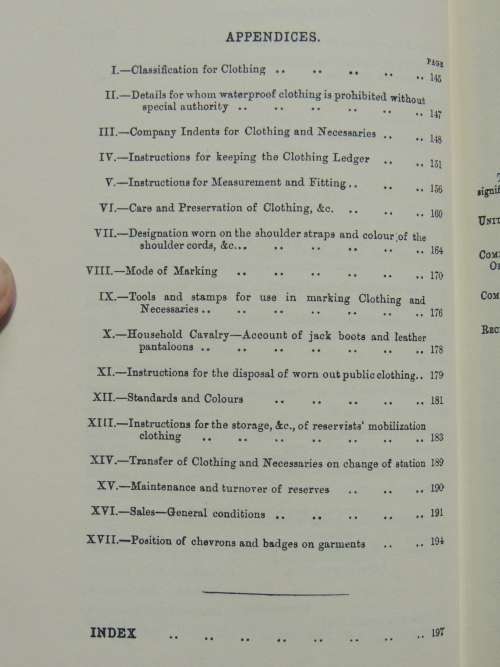 APPENDICES.
PAGE
I.—Classification for Clothing .. .. .. .. .. 145
II.—Details for whom waterproof clothing is prohibited without
special authority .. .. .. .. .. .. 147
III.—Company Indents for Clothing and Necessaries .. .. 148
IV.—Instructions for keeping the Clothing Ledger .. .. 151
V.—Instructions for Measurement and Fitting.. .. .. 156
VI.—Care and Preservation of Clothing, &c. .. .. .. 160
VII.—Designation worn on the shoulder straps and colour of the
shoulder cords, &c... .. .. .. .. .. 164
VIII.—Mode of Marking .. .. .. .. .. .. 170
IX.—Tools and stamps for use in marking Clothing and
Necessaries.. .. .. .. .. .. .. 176
X.—Household Cavalry—Account of jack boots and leather
pantaloons .. .. .. .. .. .. .. 178
XI.—Instructions for the disposal of worn out public clothing.. 179
XII.—Standards and Colours .. .. .. .. .. 181
XIII.—Instructions for the storage, &c., of reservists' mobilization
clothing .. .. .. .. .. .. .. 183
XIV.—Transfer of Clothing and Necessaries on change of station 189
XV.—Maintenance and turnover of reserves .. .. .. 190
XVI.—Sales—General conditions .. .. .. .. .. 191
XVII.—Position of chevrons and badges on garments .. .. 194
INDEX .. .. .. .. .. .. .. .. 197
T
signif
UNIT
COM
OF
COM
REC